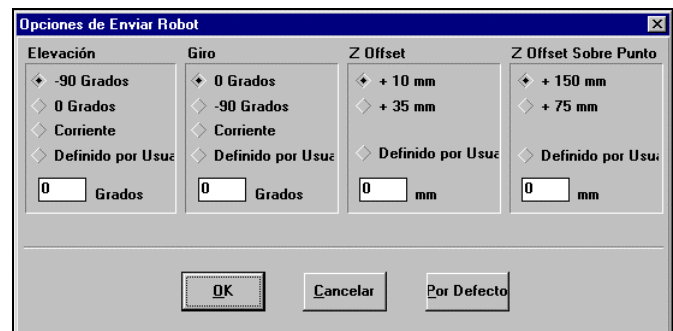 Opciones de Enviar Robot
Elevación
-90 Grados
0 Grados
Corriente
Definido por Usua
0 Grados
Giro
0 Grados
-90 Grados
Corriente
Definido por Usua
0 Grados
Z Offset
+ 10 mm
+ 35 mm
Definido por Usua
0 mm
Z Offset Sobre Punto
+ 150 mm
+ 75 mm
Definido por Usua
0 mm
OK
Cancelar
Por Defecto